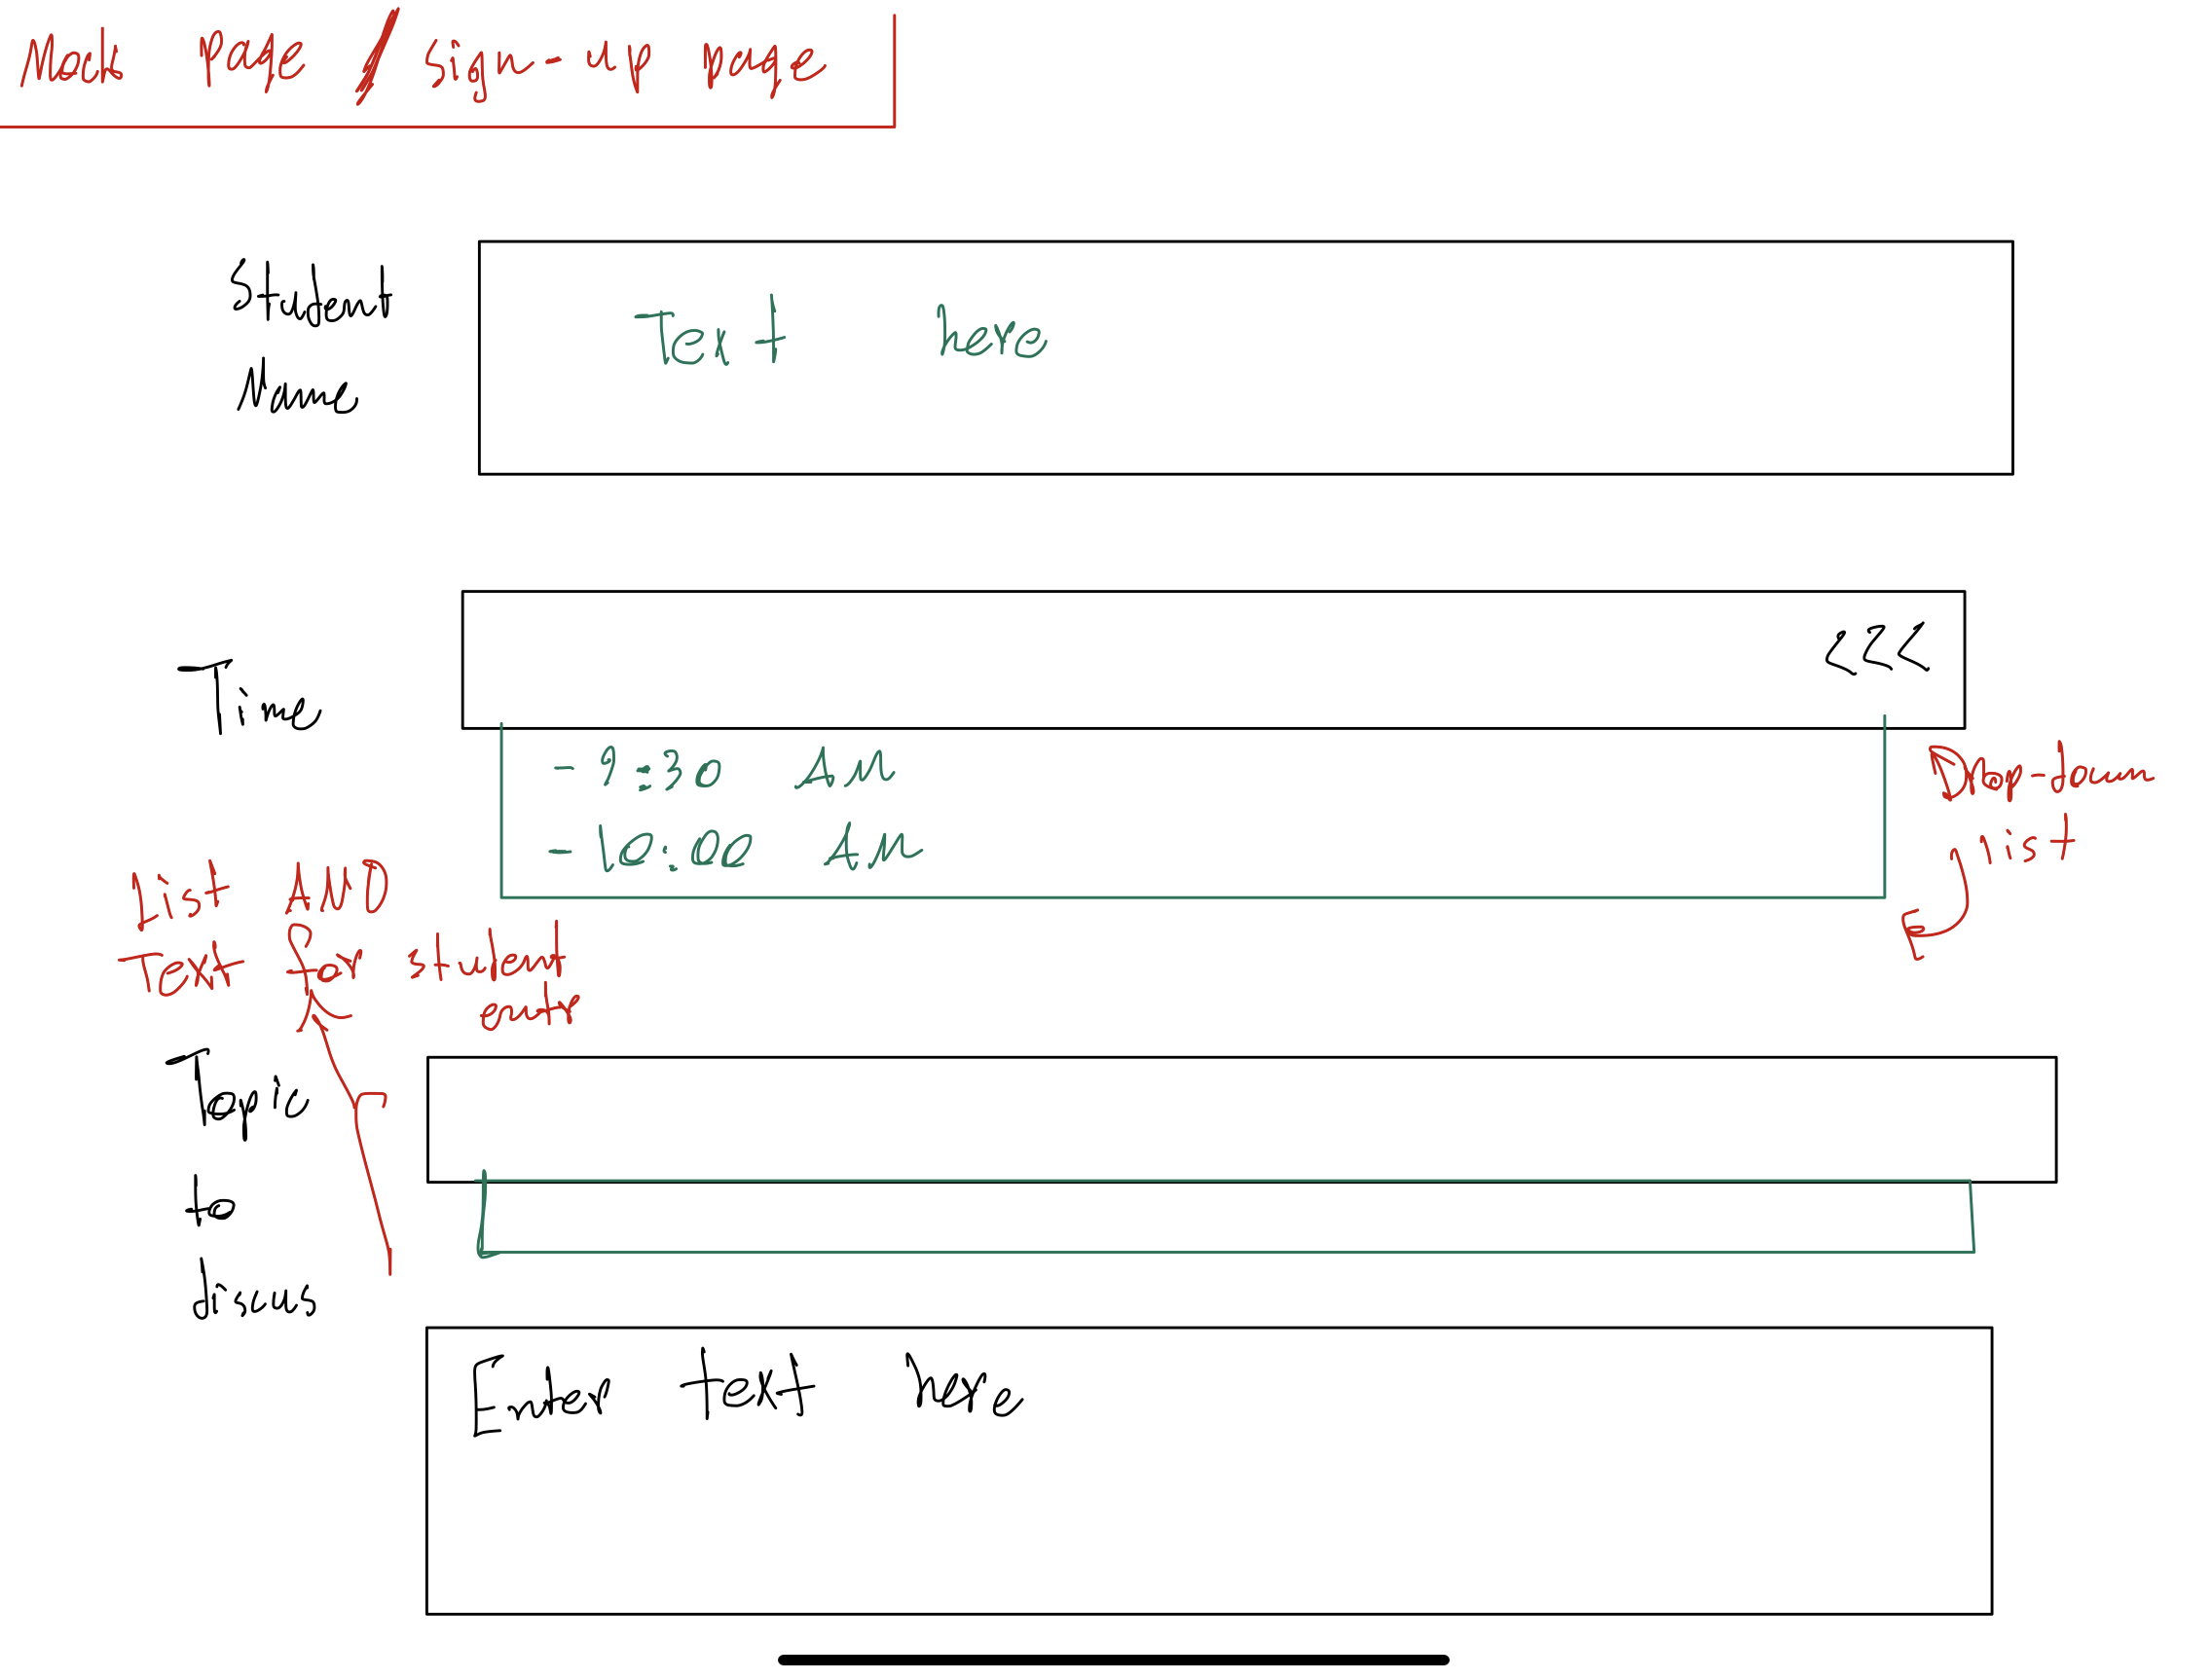 Mock Page / sign-up page
Student
Name
Text here
Time
<<<
- 9:30 AM
- 10:00 AM
Drop-down
list
List AND
Text for student
entr
Topic
to
discus
Enter text here